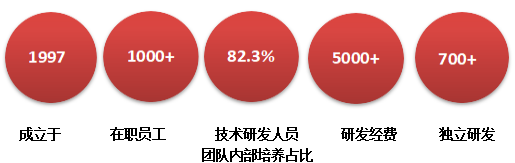 1997
1000+
82.3%
5000+
700+
成立于
在职员工
技术研发人员
团队内部培养占比
研发经费
独立研发